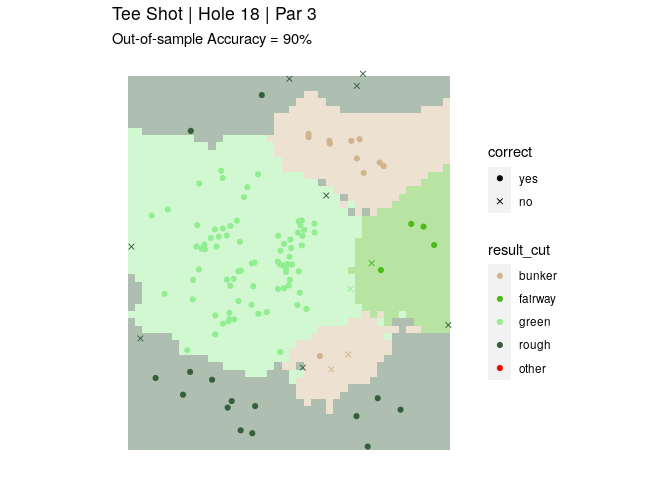 Tee Shot | Hole 18 | Par 3
Out-of-sample Accuracy = 90%
correct
yes
no
result_cut
bunker
fairway
green
rough
other